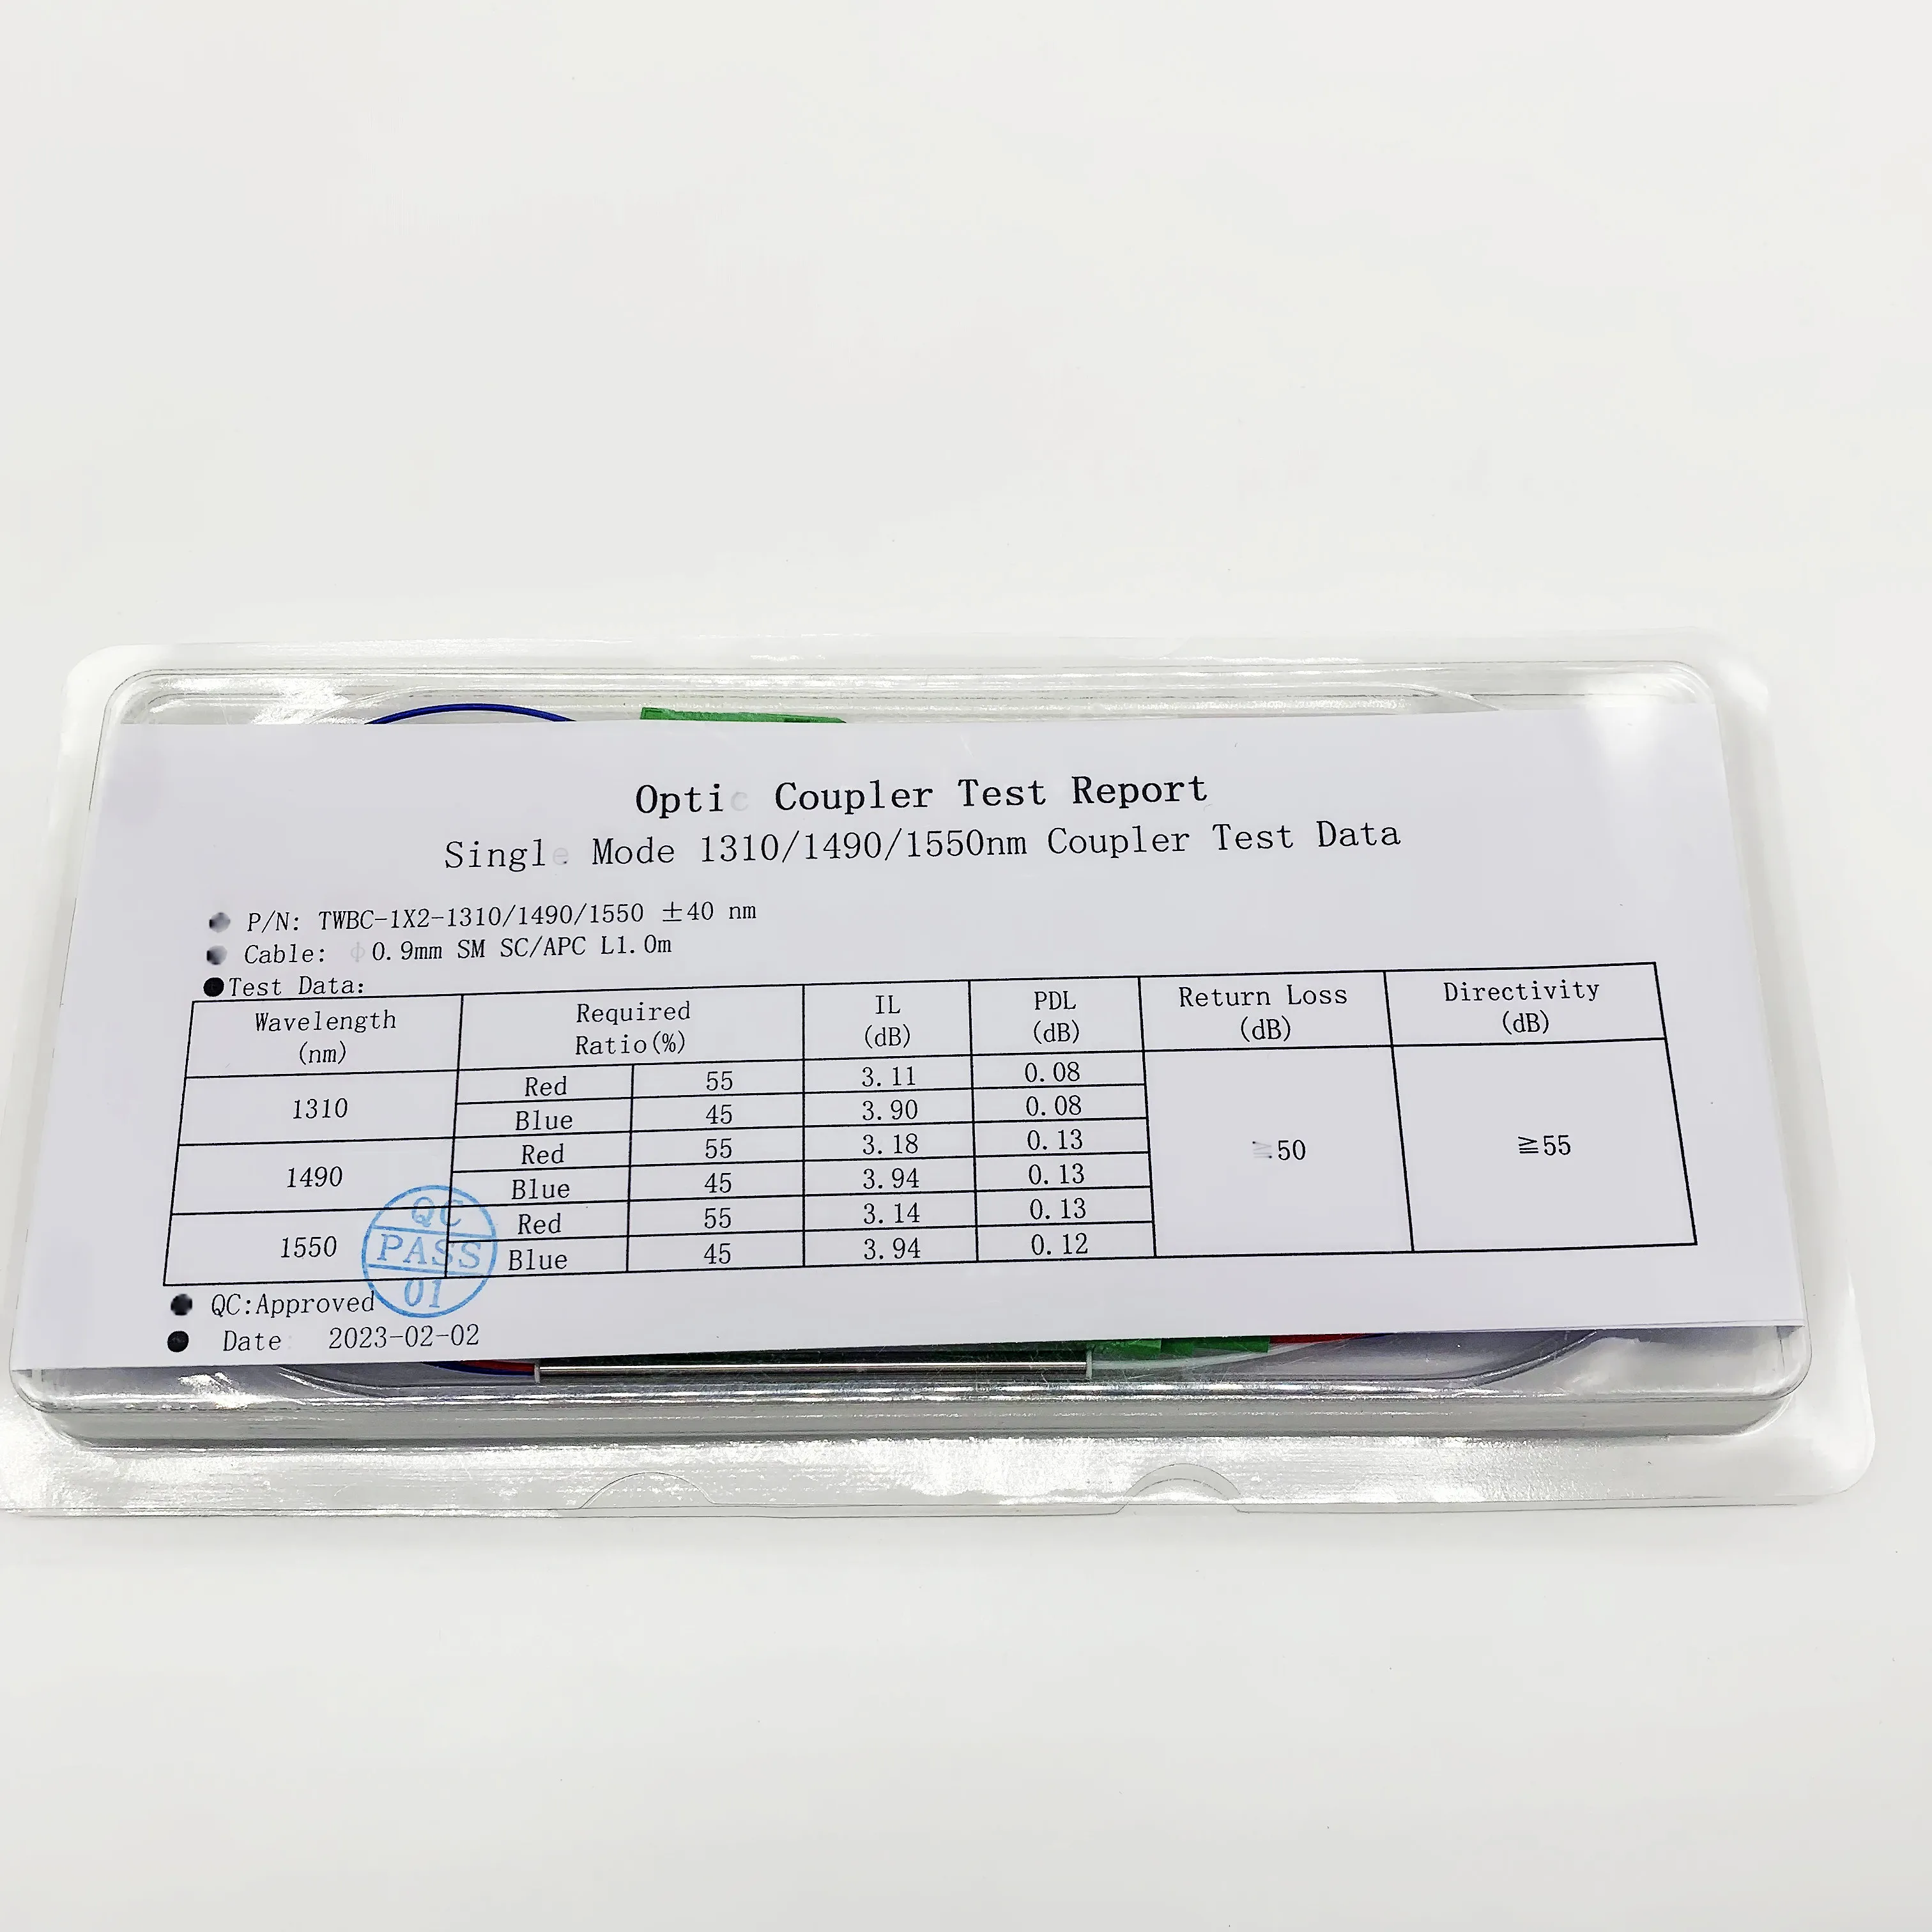 Optic Coupler Test Report
Single Mode 1310/1490/1550nm Coupler Test Data
● P/N: TWBC-1X2-1310/1490/1550 ±40 nm
● Cable: φ0.9mm SM SC/APC L1.0m
●Test Data:
Wavelength (nm) Required Ratio(%) IL (dB) PDL (dB) Return Loss (dB) Directivity (dB)
1310 Red 55 3.11 0.08 ≧50 ≧55
Blue 45 3.90 0.08
1490 Red 55 3.18 0.13
Blue 45 3.94 0.13
1550 Red 55 3.14 0.13
Blue 45 3.94 0.12
QC
PASS
01
● QC:Approved
● Date 2023-02-02